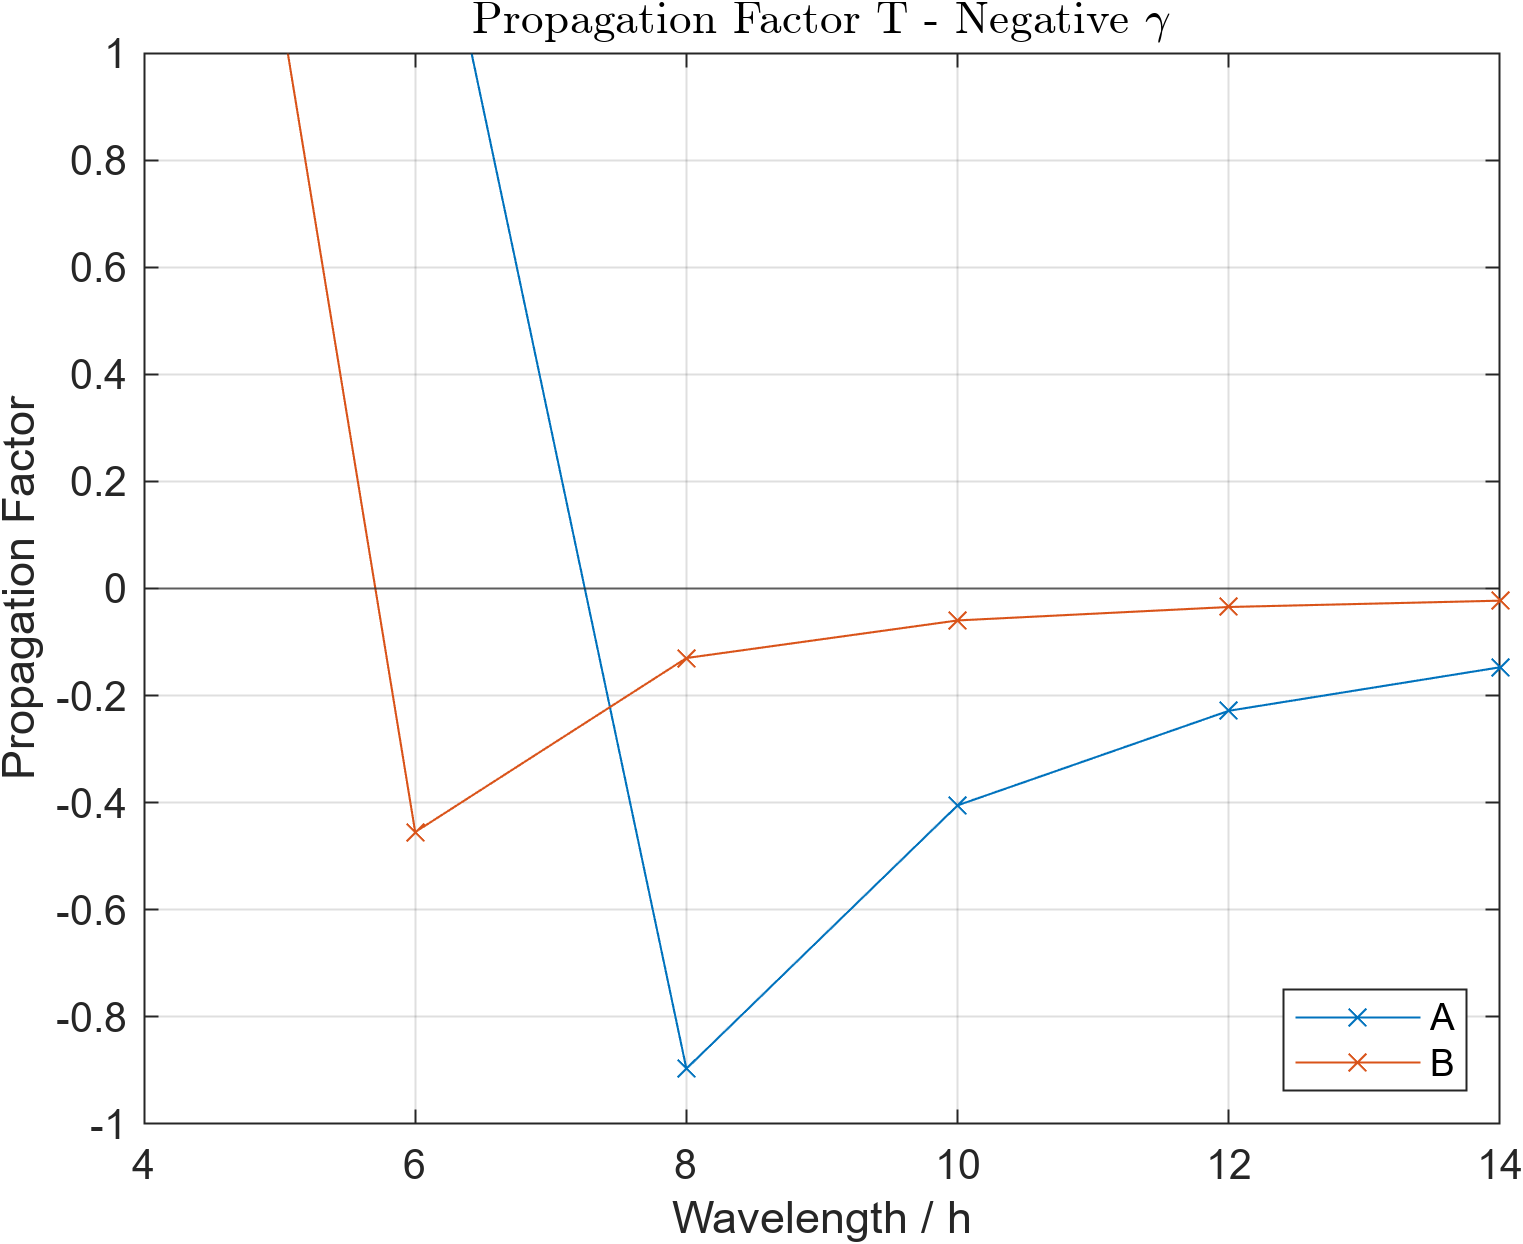 Propagation Factor T - Negative γ
1
0.8
0.6
0.4
0.2
0
-0.2
-0.4
-0.6
-0.8
-1
Propagation Factor
4 6 8 10 12 14
Wavelength / h
A
B